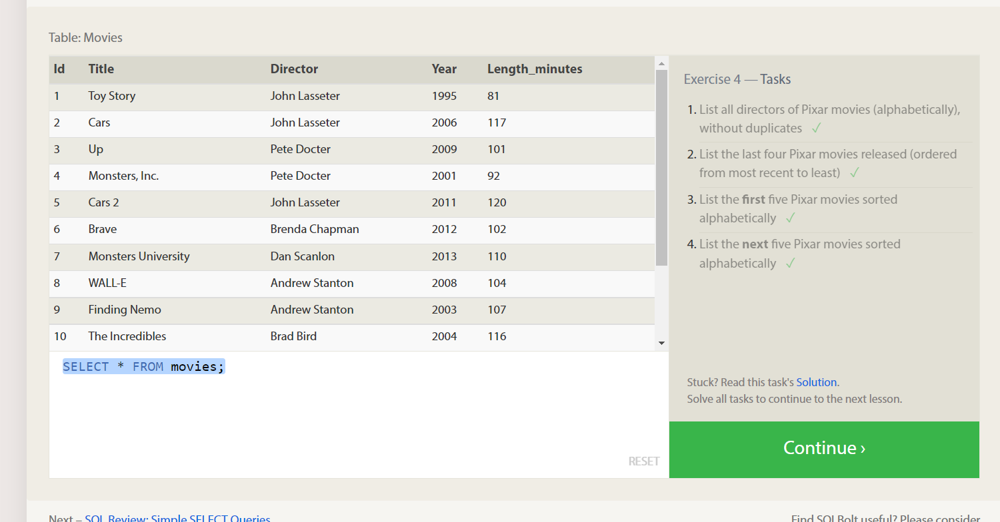 Table: Movies
Id Title Director Year Length_minutes
1 Toy Story John Lasseter 1995 81
2 Cars John Lasseter 2006 117
3 Up Pete Docter 2009 101
4 Monsters, Inc. Pete Docter 2001 92
5 Cars 2 John Lasseter 2011 120
6 Brave Brenda Chapman 2012 102
7 Monsters University Dan Scanlon 2013 110
8 WALL-E Andrew Stanton 2008 104
9 Finding Nemo Andrew Stanton 2003 107
10 The Incredibles Brad Bird 2004 116
SELECT * FROM movies;
RESET
Exercise 4 — Tasks
1. List all directors of Pixar movies (alphabetically),
without duplicates ✓
2. List the last four Pixar movies released (ordered
from most recent to least) ✓
3. List the first five Pixar movies sorted
alphabetically ✓
4. List the next five Pixar movies sorted
alphabetically ✓
Stuck? Read this task's Solution.
Solve all tasks to continue to the next lesson.
Continue ›
Next – SQL Review: Simple SELECT Queries
Find SQLBolt useful? Please consider